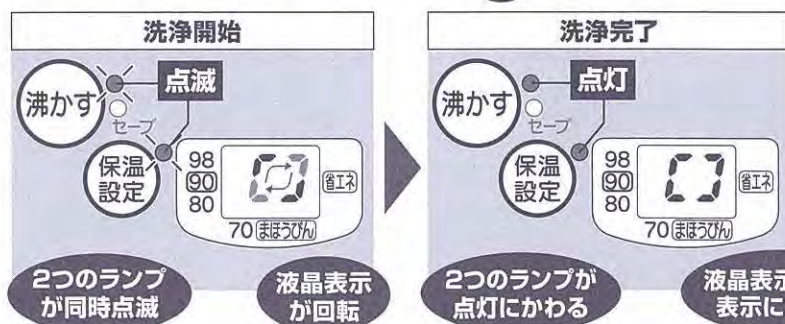 洗浄開始
沸かす
点滅
セーブ
保温
設定
98
90
80
70 まほうびん
省エネ
2つのランプ
が同時点滅
液晶表示
が回転
洗浄完了
沸かす
点灯
セーブ
保温
設定
98
90
80
70 まほうびん
省エネ
2つのランプが
点灯にかわる
液晶表示
表示に